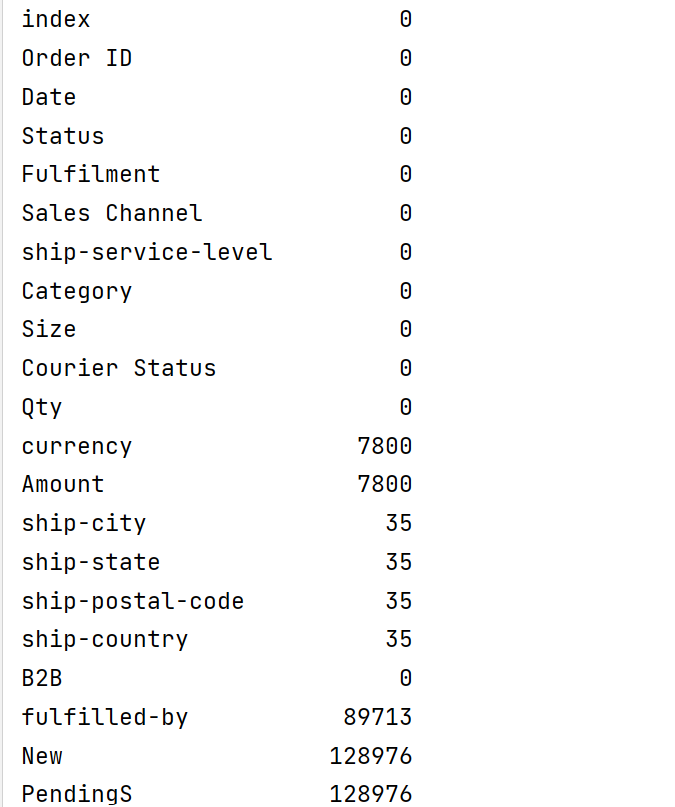 index 0
Order ID 0
Date 0
Status 0
Fulfilment 0
Sales Channel 0
ship-service-level 0
Category 0
Size 0
Courier Status 0
Qty 0
currency 7800
Amount 7800
ship-city 35
ship-state 35
ship-postal-code 35
ship-country 35
B2B 0
fulfilled-by 89713
New 128976
PendingS 128976